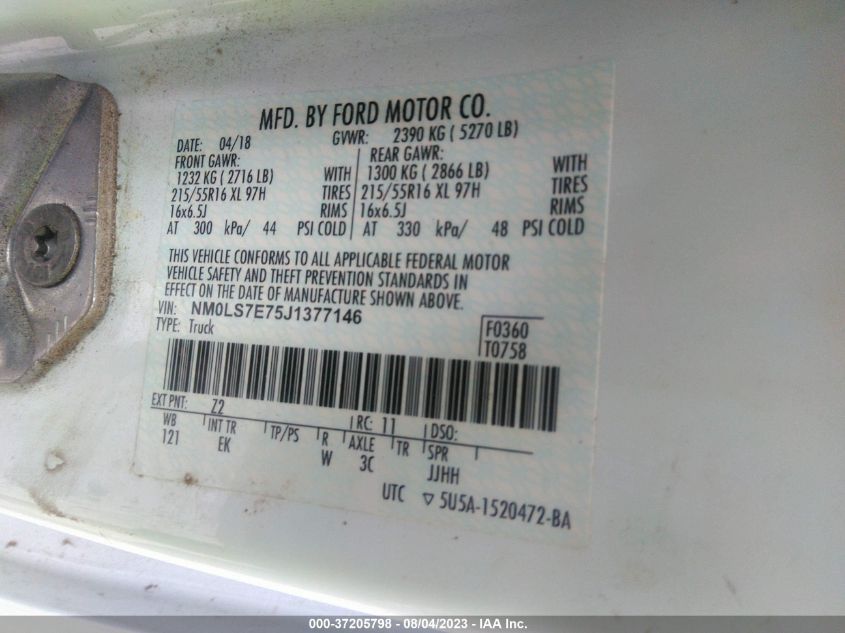 MFD. BY FORD MOTOR CO.
DATE: 04/18 GVWR: 2390 KG ( 5270 LB)
FRONT GAWR: REAR GAWR:
1232 KG ( 2716 LB) WITH 1300 KG ( 2866 LB) WITH
215/55R16 XL 97H TIRES 215/55R16 XL 97H TIRES
16x6.5J RIMS 16x6.5J RIMS
AT 300 kPa/ 44 PSI COLD AT 330 kPa/ 48 PSI COLD
THIS VEHICLE CONFORMS TO ALL APPLICABLE FEDERAL MOTOR
VEHICLE SAFETY AND THEFT PREVENTION STANDARDS IN
EFFECT ON THE DATE OF MANUFACTURE SHOWN ABOVE.
VIN: NM0LS7E75J1377146
TYPE: Truck
F0360
T0758
EXT PNT: Z2 RC: 11 DSO:
WB INT TR TP/PS R AXLE TR SPR
121 EK W 3C JJHH
UTC ▽ 5U5A-1520472-BA
000-37205798 - 08/04/2023 - IAA Inc.